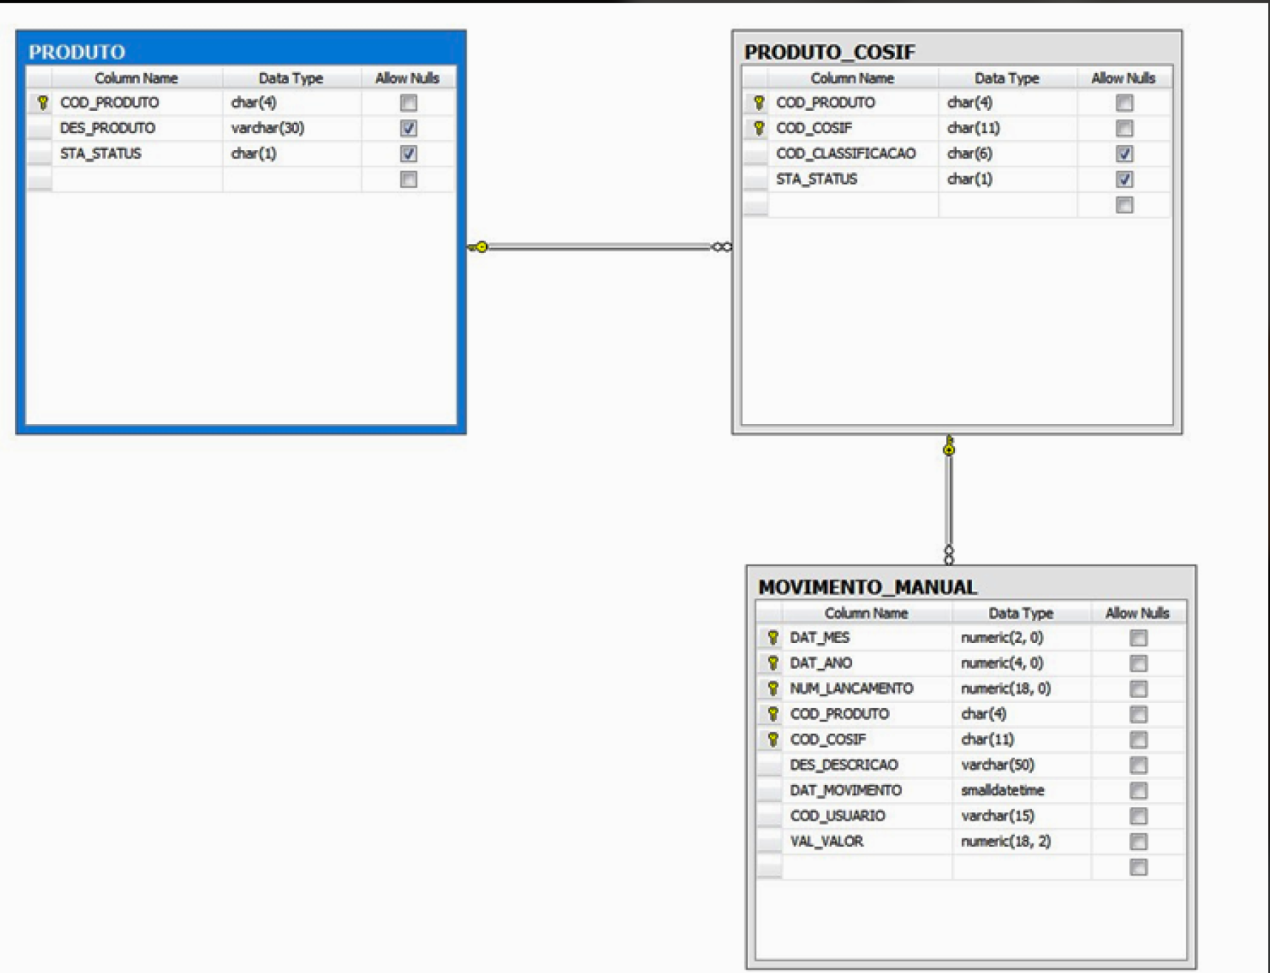 PRODUTO
Column Name Data Type Allow Nulls
COD_PRODUTO char(4)
DES_PRODUTO varchar(30)
STA_STATUS char(1)
PRODUTO_COSIF
Column Name Data Type Allow Nulls
COD_PRODUTO char(4)
COD_COSIF char(11)
COD_CLASSIFICACAO char(6)
STA_STATUS char(1)
MOVIMENTO_MANUAL
Column Name Data Type Allow Nulls
DAT_MES numeric(2, 0)
DAT_ANO numeric(4, 0)
NUM_LANCAMENTO numeric(18, 0)
COD_PRODUTO char(4)
COD_COSIF char(11)
DES_DESCRICAO varchar(50)
DAT_MOVIMENTO smalldatetime
COD_USUARIO varchar(15)
VAL_VALOR numeric(18, 2)